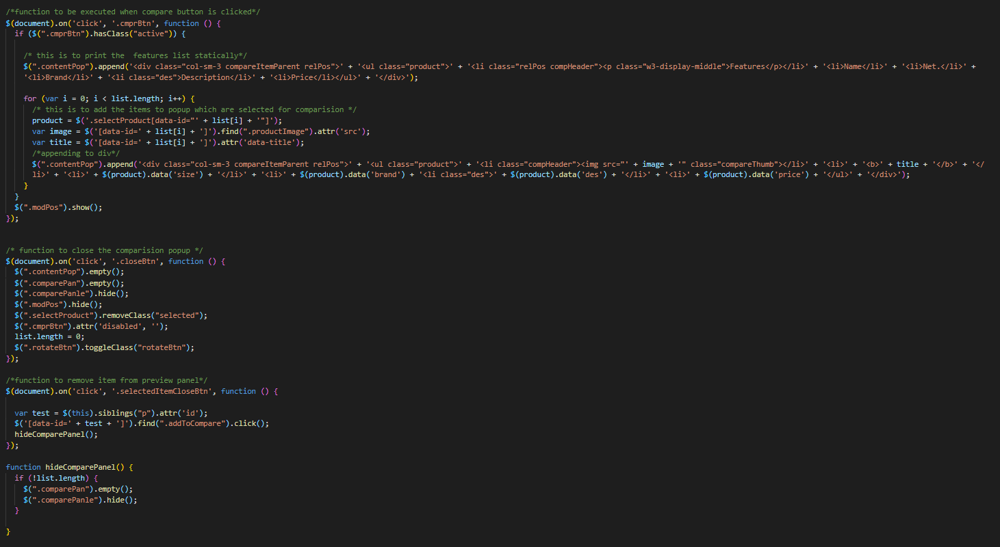 /*function to be executed when compare button is clicked*/
$(document).on('click', '.cmprBtn', function () {
if ($(".cmprBtn").hasClass("active")) {
/* this is to print the  features list statically*/
$(".contentPop").append('<div class="col-sm-3 compareItemParent relPos">' + '<ul class="product">' + '<li class="relPos compHeader"><p class="w3-display-middle">Features</p></li>' + '<li>Name</li>' + '<li>Net.</li>' +
'<li>Brand</li>' + '<li class="des">Description</li>' + '<li>Price</li></ul>' + '</div>');
for (var i = 0; i < list.length; i++) {
/* this is to add the items to popup which are selected for comparision */
product = $('.selectProduct[data-id="' + list[i] + '"]');
var image = $('[data-id=' + list[i] + ']').find(".productImage").attr('src');
var title = $('[data-id=' + list[i] + ']').attr('data-title');
/*appending to div*/
$(".contentPop").append('<div class="col-sm-3 compareItemParent relPos">' + '<ul class="product">' + '<li class="compHeader"><img src="' + image + '" class="compareThumb"></li>' + '<li>' + '<b>' + title + '</b>' + '</
li>' + '<li>' + $(product).data('size') + '</li>' + '<li>' + $(product).data('brand') + '<li class="des">' + $(product).data('des') + '</li>' + '<li>' + $(product).data('price') + '</ul>' + '</div>');
}
}
$(".modPos").show();
});
/* function to close the comparision popup */
$(document).on('click', '.closeBtn', function () {
$(".contentPop").empty();
$(".comparePan").empty();
$(".comparePanle").hide();
$(".modPos").hide();
$(".selectProduct").removeClass("selected");
$(".cmprBtn").attr('disabled', '');
list.length = 0;
$(".rotateBtn").toggleClass("rotateBtn");
});
/*function to remove item from preview panel*/
$(document).on('click', '.selectedItemCloseBtn', function () {
var test = $(this).siblings("p").attr('id');
$('[data-id=' + test + ']').find(".addToCompare").click();
hideComparePanel();
});
function hideComparePanel() {
if (!list.length) {
$(".comparePan").empty();
$(".comparePanle").hide();
}
}